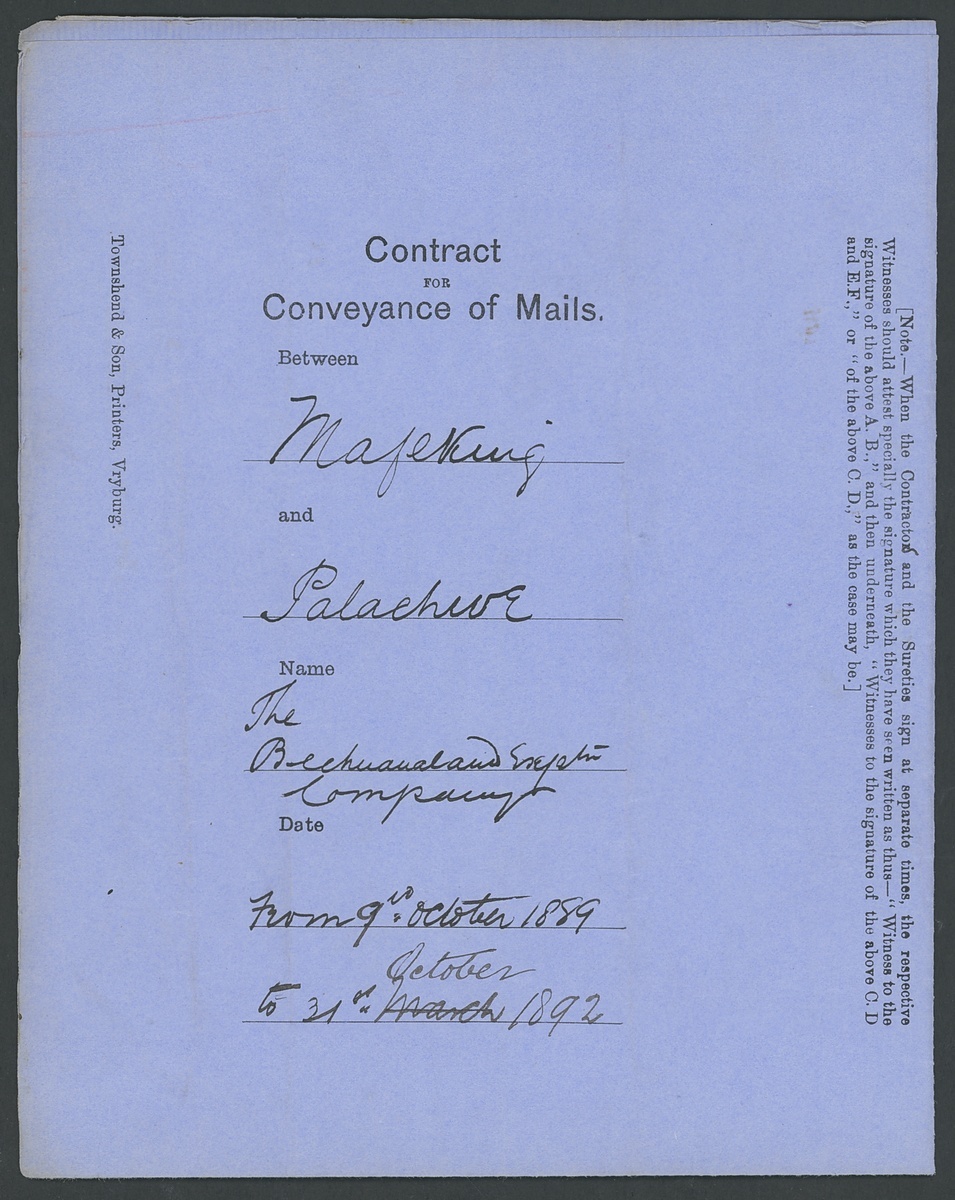 Contract
FOR
Conveyance of Mails.
Between
Mafeking
and
Palachwe
Name
The
Bechuanaland Expln
Company
Date
From 9th October 1889
October
to 31st March 1892
Townshend & Son, Printers, Vryburg.
[Note.—When the Contractor and the Sureties sign at separate times, the respective
Witnesses should attest specially the signature which they have seen written as thus—"Witness to the
signature of the above A. B.," and then underneath, "Witnesses to the signature of the above C. D
and E.F.," or "of the above C. D.," as the case may be.]